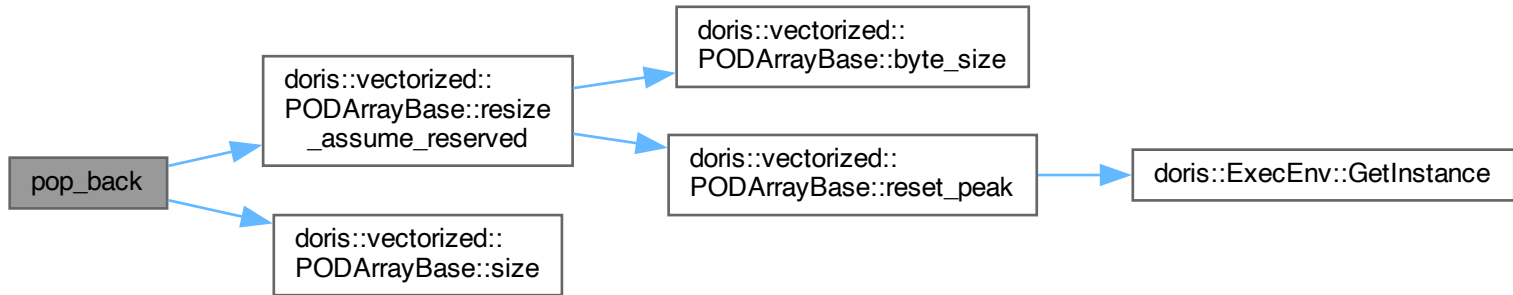 pop_back
doris::vectorized::
PODArrayBase::resize
_assume_reserved
doris::vectorized::
PODArrayBase::size
doris::vectorized::
PODArrayBase::byte_size
doris::vectorized::
PODArrayBase::reset_peak
doris::ExecEnv::GetInstance